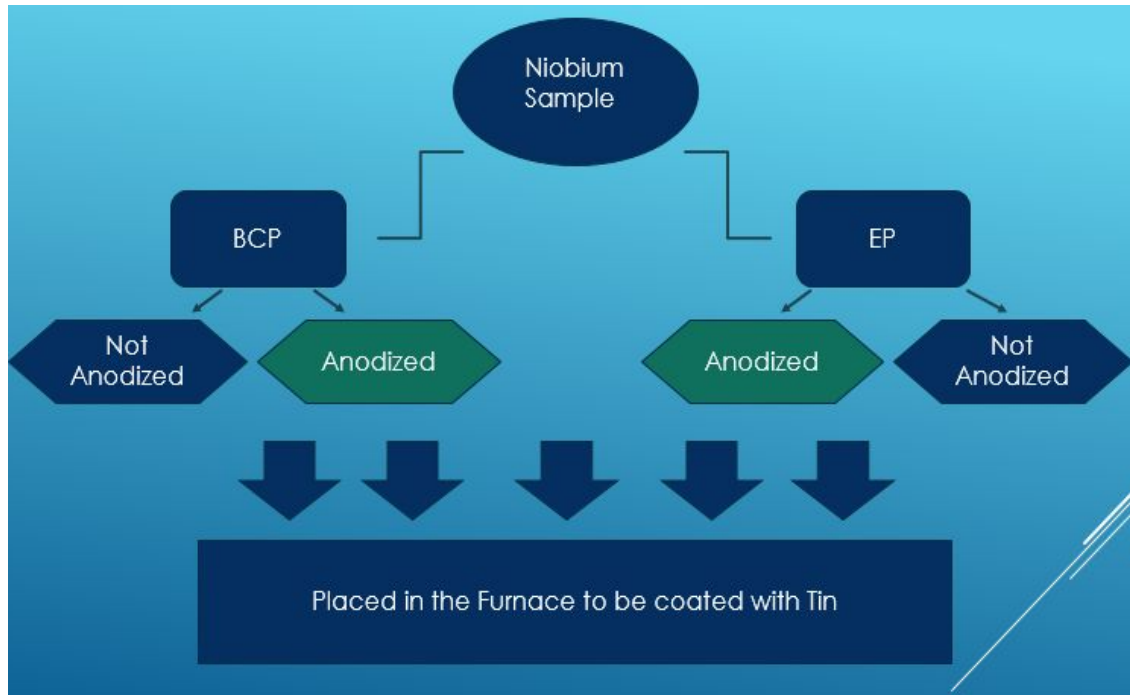 Niobium
Sample
BCP
EP
Not
Anodized
Anodized
Anodized
Not
Anodized
Placed in the Furnace to be coated with Tin